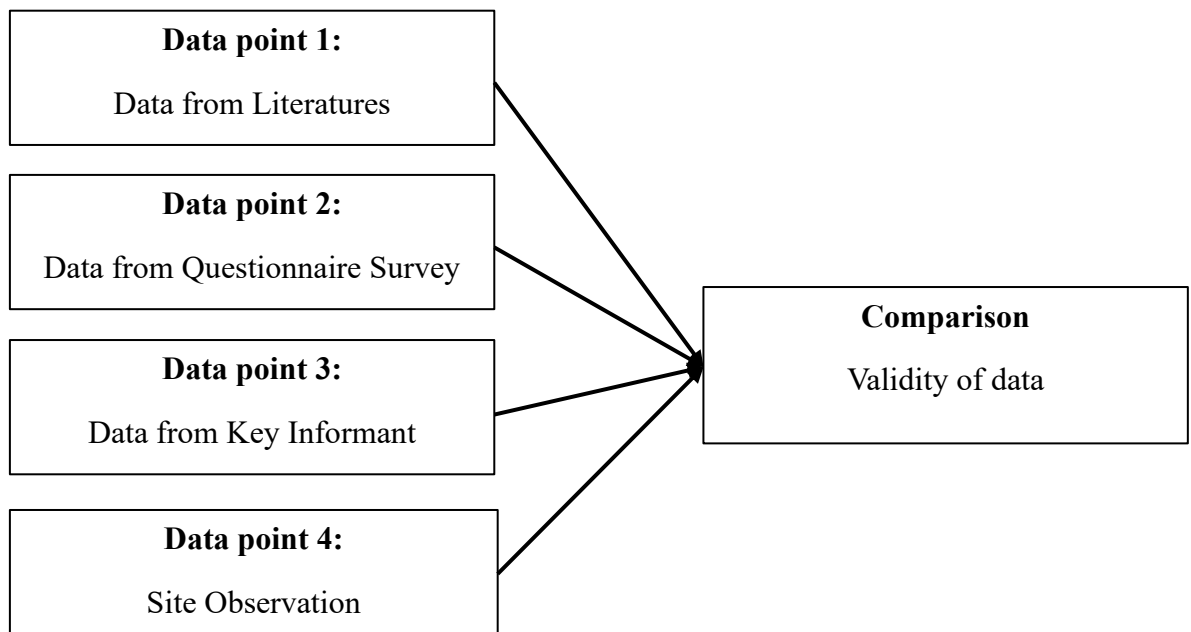 Data point 1:
Data from Literatures
Data point 2:
Data from Questionnaire Survey
Comparison
Validity of data
Data point 3:
Data from Key Informant
Data point 4:
Site Observation